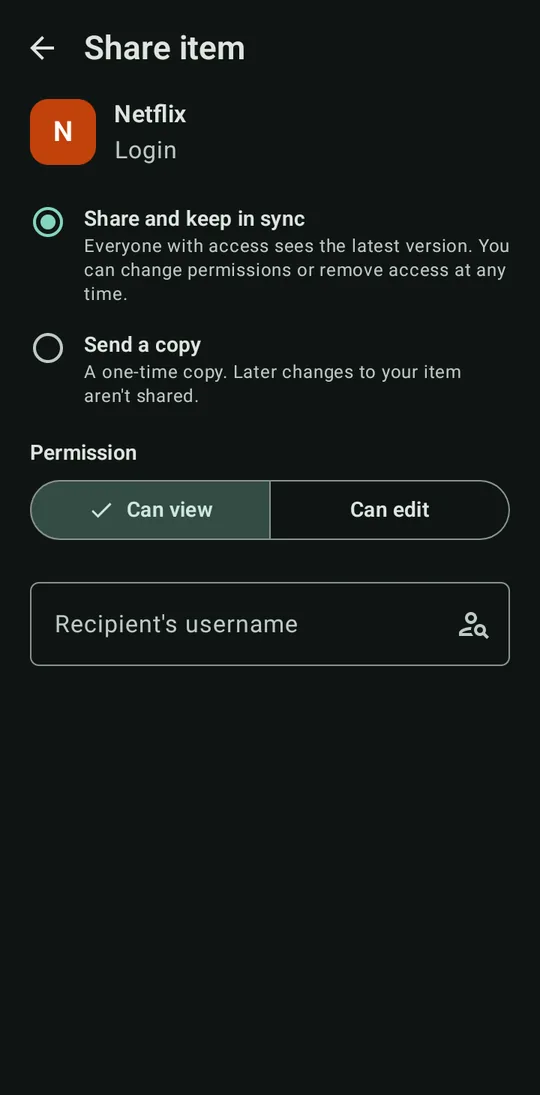 Share item
N
Netflix
Login
Share and keep in sync
Everyone with access sees the latest version. You
can change permissions or remove access at any
time.
Send a copy
A one-time copy. Later changes to your item
aren't shared.
Permission
Can view
Can edit
Recipient's username